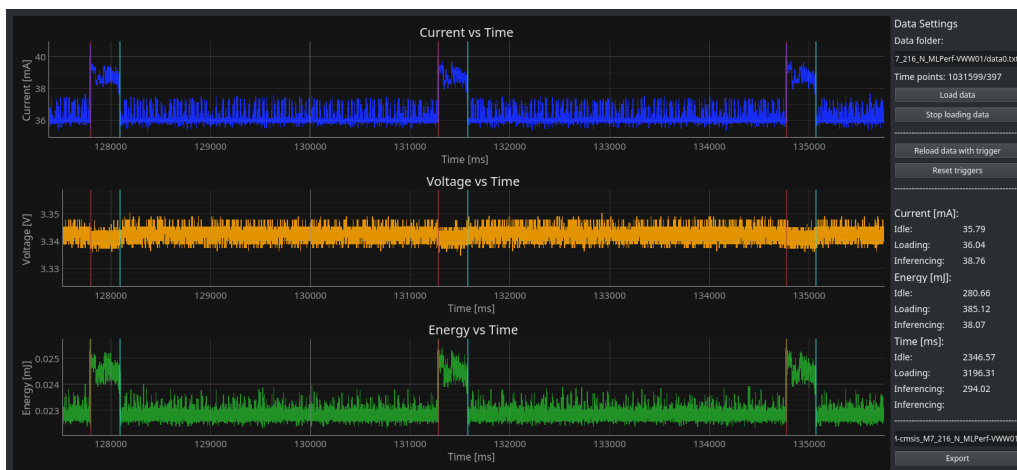 Current vs Time
Current [mA]
40
38
36
128000 129000 130000 131000 132000 133000 134000 135000
Time [ms]
Voltage vs Time
Voltage [V]
3.35
3.34
3.33
128000 129000 130000 131000 132000 133000 134000 135000
Time [ms]
Energy vs Time
Energy [mJ]
0.025
0.024
0.023
128000 129000 130000 131000 132000 133000 134000 135000
Time [ms]
Data Settings
Data folder:
7_216_N_MLPerf-VWW01/data0.txt
Time points: 1031599/397
Load data
Stop loading data
Reload data with trigger
Reset triggers
Current [mA]:
Idle: 35.79
Loading: 36.04
Inferencing: 38.76
Energy [mJ]:
Idle: 280.66
Loading: 385.12
Inferencing: 38.07
Time [ms]:
Idle: 2346.57
Loading: 3196.31
Inferencing: 294.02
Inferencing:
-cmsis_M7_216_N_MLPerf-VWW01
Export